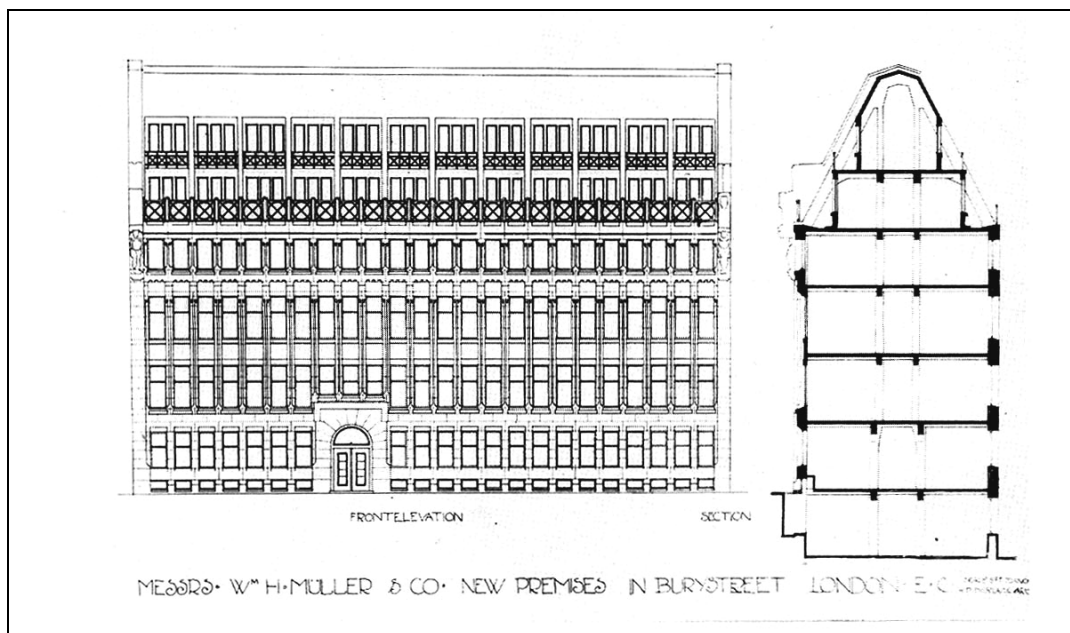 FRONTELEVATION
SECTION
MESSRS· Wᴹ H·MÜLLER & CO· NEW PREMISES IN BURYSTREET LONDON·E·C·